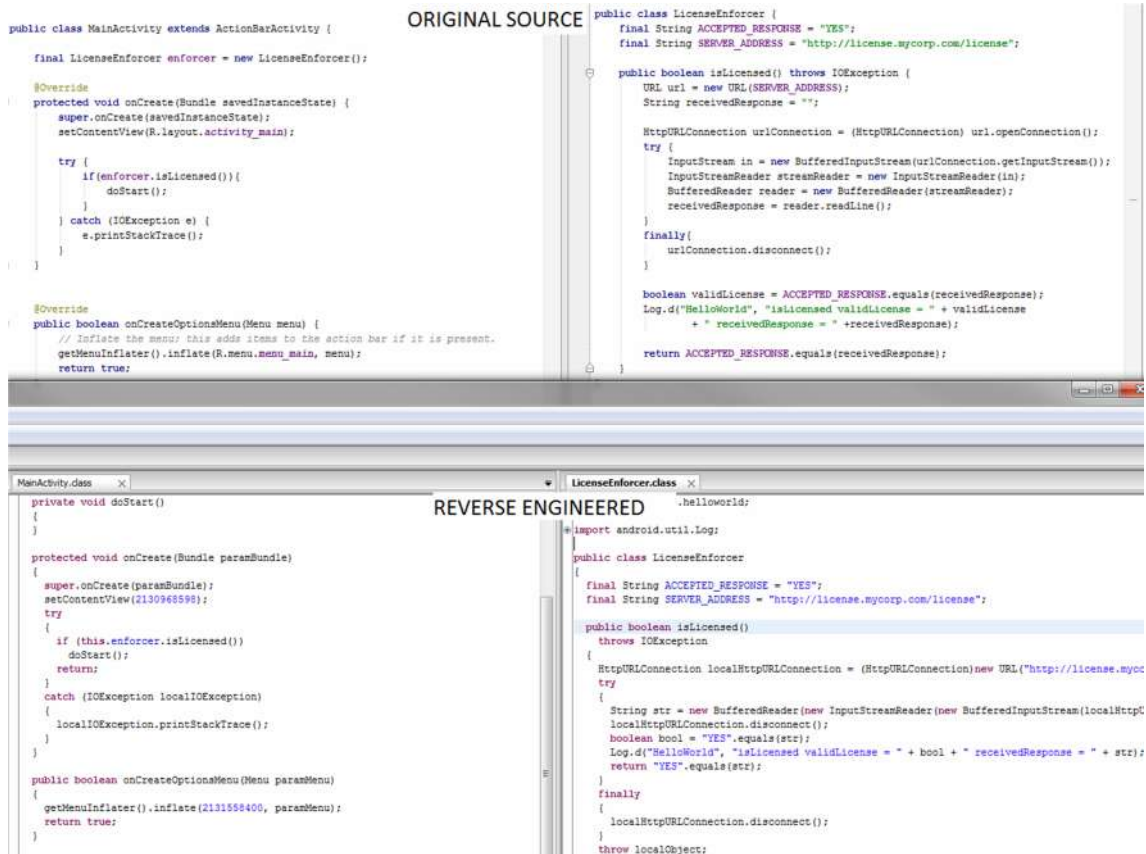 ORIGINAL SOURCE
public class MainActivity extends ActionBarActivity {
final LicenseEnforcer enforcer = new LicenseEnforcer();
@Override
protected void onCreate(Bundle savedInstanceState) {
super.onCreate(savedInstanceState);
setContentView(R.layout.activity_main);
try {
if(enforcer.isLicensed()){
doStart();
}
} catch (IOException e) {
e.printStackTrace();
}
}
@Override
public boolean onCreateOptionsMenu(Menu menu) {
// Inflate the menu; this adds items to the action bar if it is present.
getMenuInflater().inflate(R.menu.menu_main, menu);
return true;
public class LicenseEnforcer {
final String ACCEPTED_RESPONSE = "YES";
final String SERVER_ADDRESS = "http://license.mycorp.com/license";
public boolean isLicensed() throws IOException {
URL url = new URL(SERVER_ADDRESS);
String receivedResponse = "";
HttpURLConnection urlConnection = (HttpURLConnection) url.openConnection();
try {
InputStream in = new BufferedInputStream(urlConnection.getInputStream());
InputStreamReader streamReader = new InputStreamReader(in);
BufferedReader reader = new BufferedReader(streamReader);
receivedResponse = reader.readLine();
}
finally{
urlConnection.disconnect();
}
boolean validLicense = ACCEPTED_RESPONSE.equals(receivedResponse);
Log.d("HelloWorld", "isLicensed validLicense = " + validLicense
+ " receivedResponse = " +receivedResponse);
return ACCEPTED_RESPONSE.equals(receivedResponse);
}
REVERSE ENGINEERED
MainActivity.class
private void doStart()
{
}
protected void onCreate(Bundle paramBundle)
{
super.onCreate(paramBundle);
setContentView(2130968598);
try
{
if (this.enforcer.isLicensed())
doStart();
return;
}
catch (IOException localIOException)
{
localIOException.printStackTrace();
}
}
public boolean onCreateOptionsMenu(Menu paramMenu)
{
getMenuInflater().inflate(2131558400, paramMenu);
return true;
}
LicenseEnforcer.class
.helloworld;
import android.util.Log;
public class LicenseEnforcer
{
final String ACCEPTED_RESPONSE = "YES";
final String SERVER_ADDRESS = "http://license.mycorp.com/license";
public boolean isLicensed()
throws IOException
{
HttpURLConnection localHttpURLConnection = (HttpURLConnection)new URL("http://license.myco
try
{
String str = new BufferedReader(new InputStreamReader(new BufferedInputStream(localHttpU
localHttpURLConnection.disconnect();
boolean bool = "YES".equals(str);
Log.d("HelloWorld", "isLicensed validLicense = " + bool + " receivedResponse = " + str);
return "YES".equals(str);
}
finally
{
localHttpURLConnection.disconnect();
}
throw localObject;